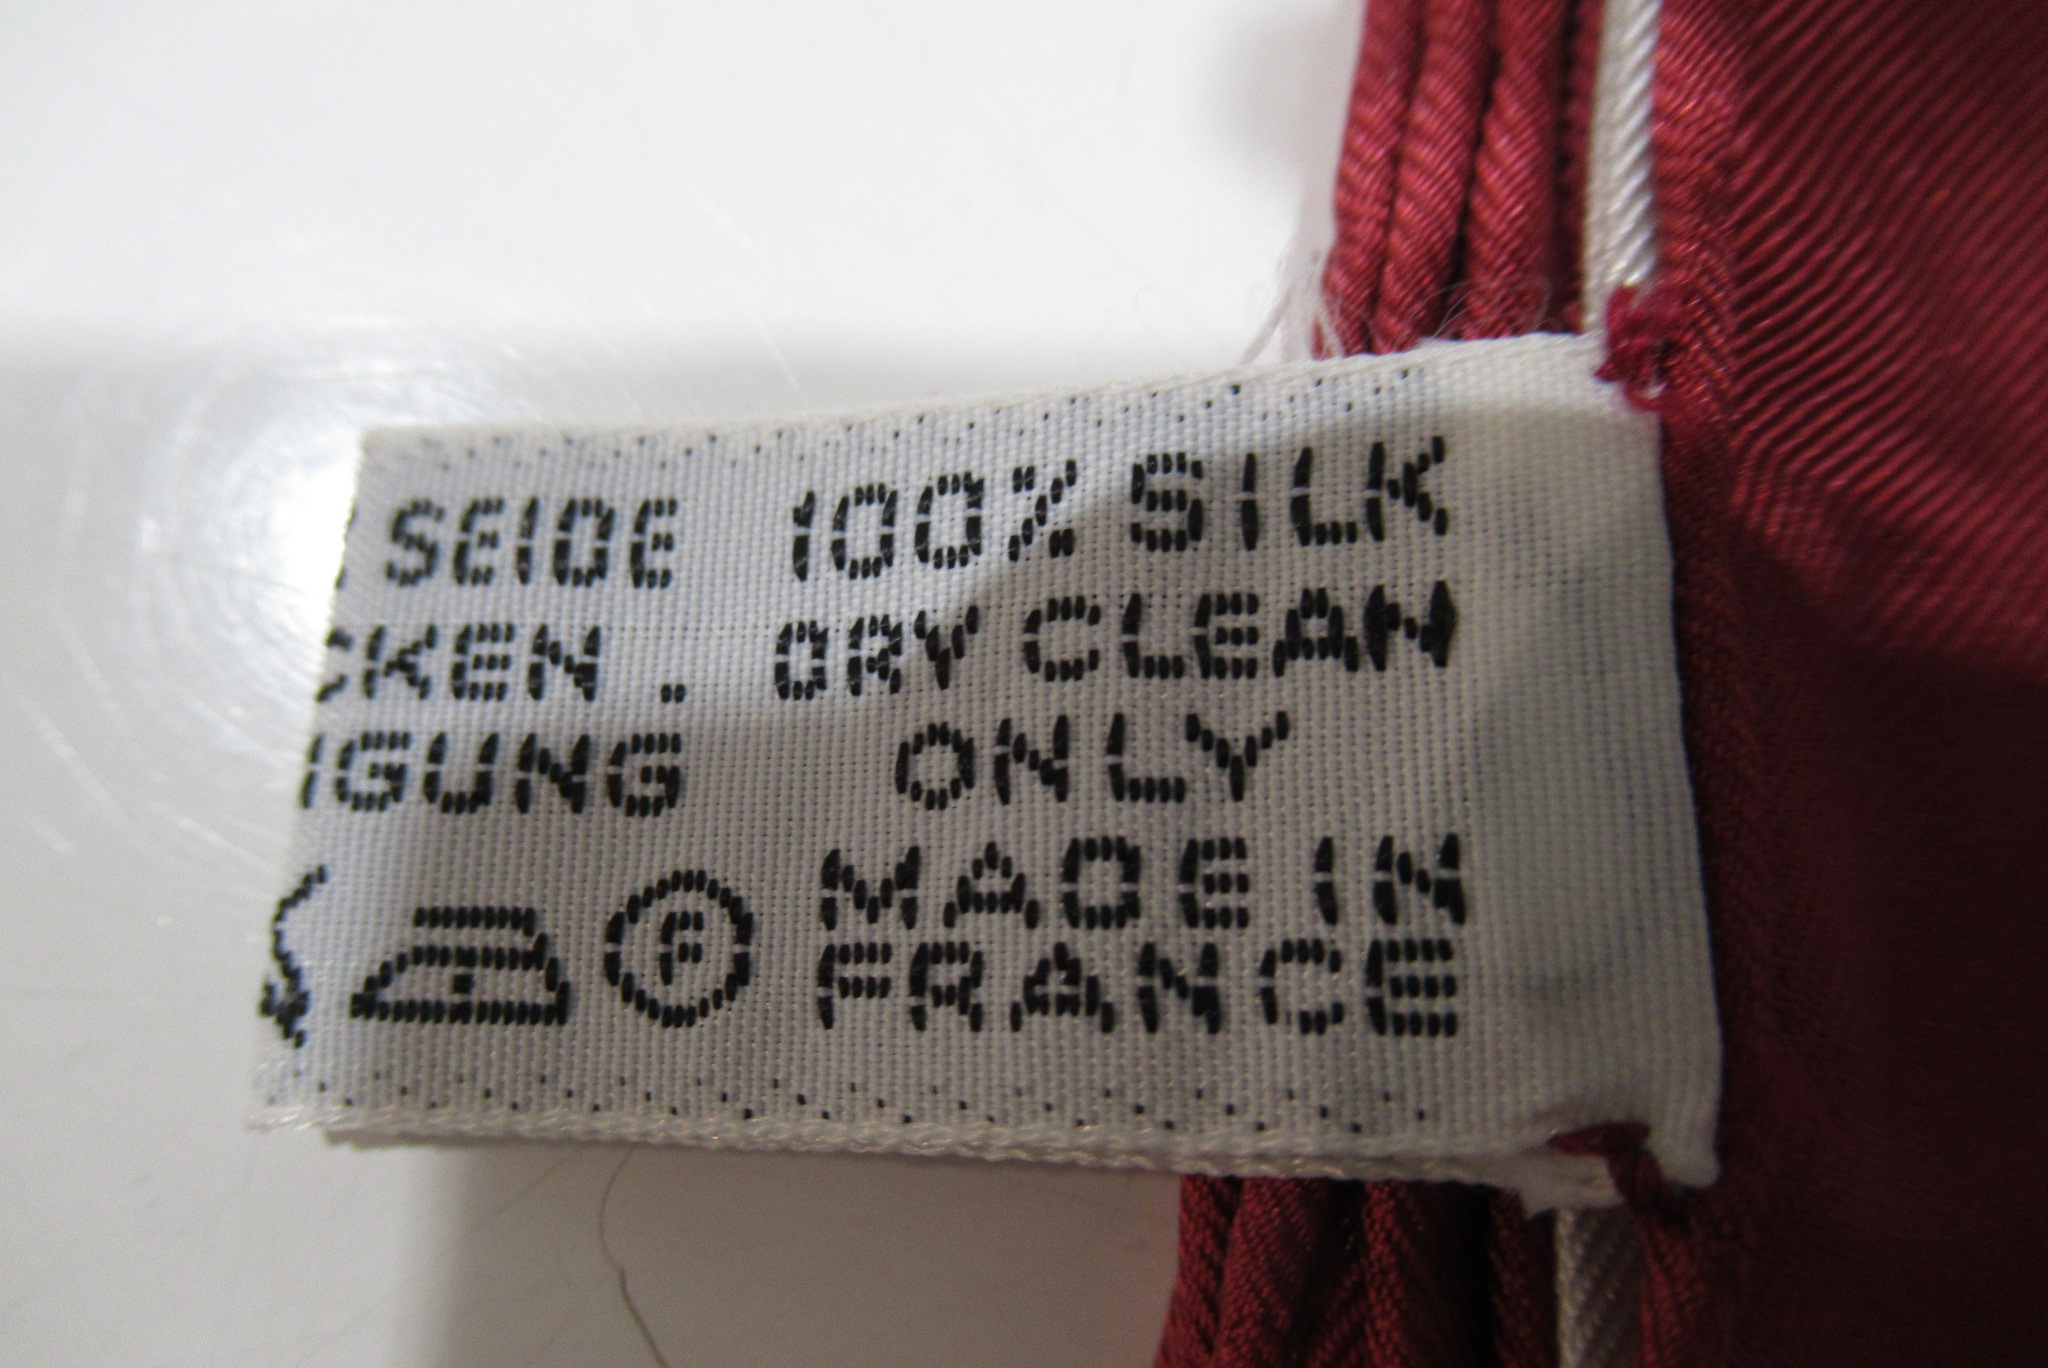 SEIDE 100% SILK
CKEN. DRY CLEAN
IGUNG ONLY
MADE IN
F FRANCE